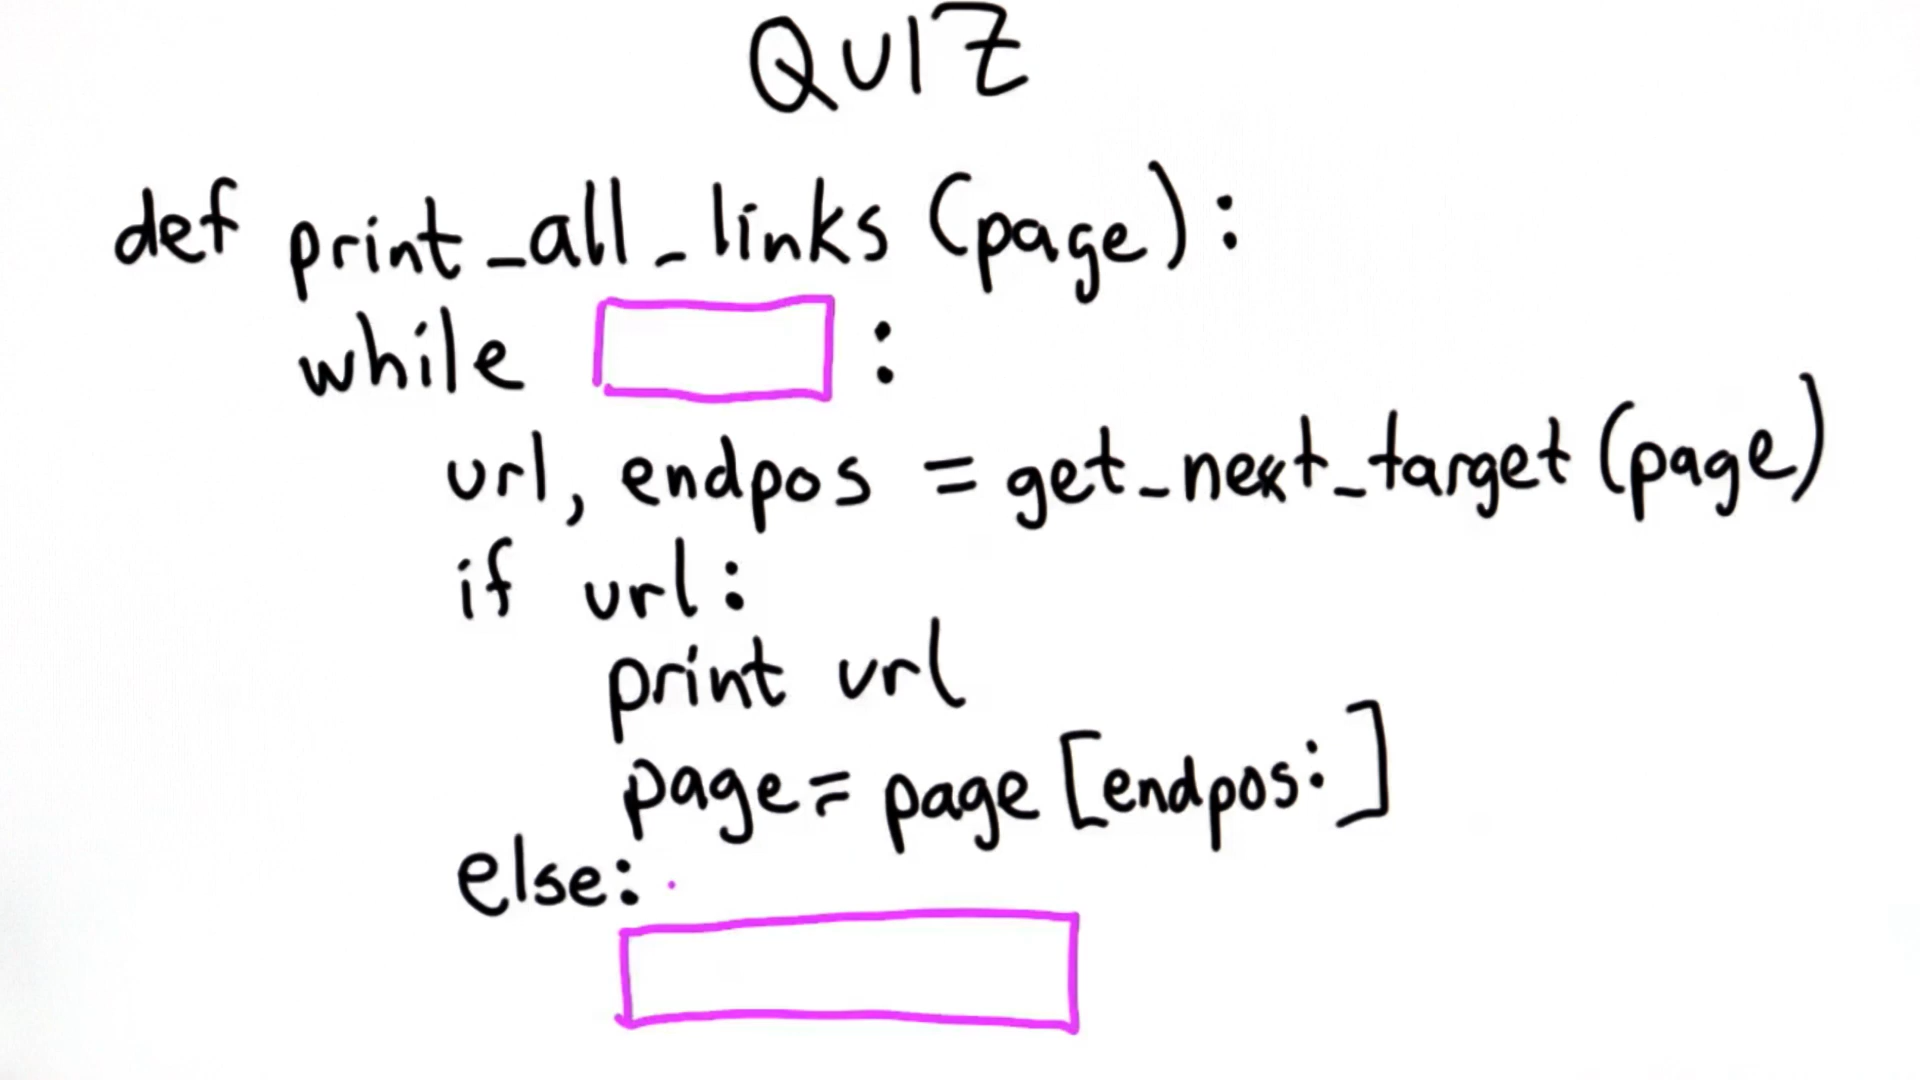 QUIZ
def print_all_links (page):
while :
url, endpos = get_next_target (page)
if url:
print url
page = page [endpos:]
else: